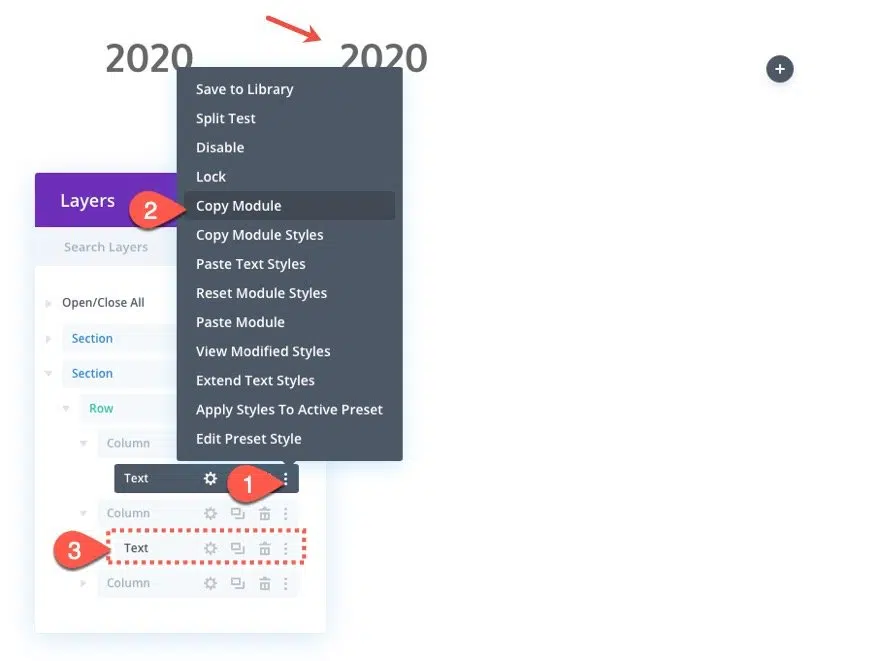 2020 2020
+
Save to Library
Split Test
Disable
Lock
Layers
2
Copy Module
Copy Module Styles
Search Layers
Paste Text Styles
Reset Module Styles
Open/Close All
Paste Module
Section
View Modified Styles
Section
Extend Text Styles
Row
Apply Styles To Active Preset
Edit Preset Style
Column
Text
1
Column
3
Text
Column